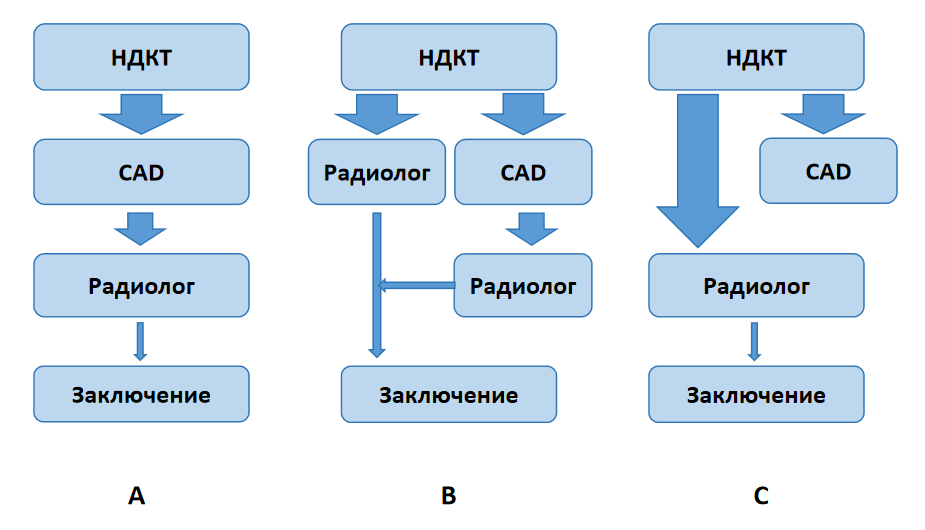 НДКТ
НДКТ
НДКТ
CAD
Радиолог
CAD
CAD
Радиолог
Радиолог
Радиолог
Заключение
Заключение
Заключение
A
B
C